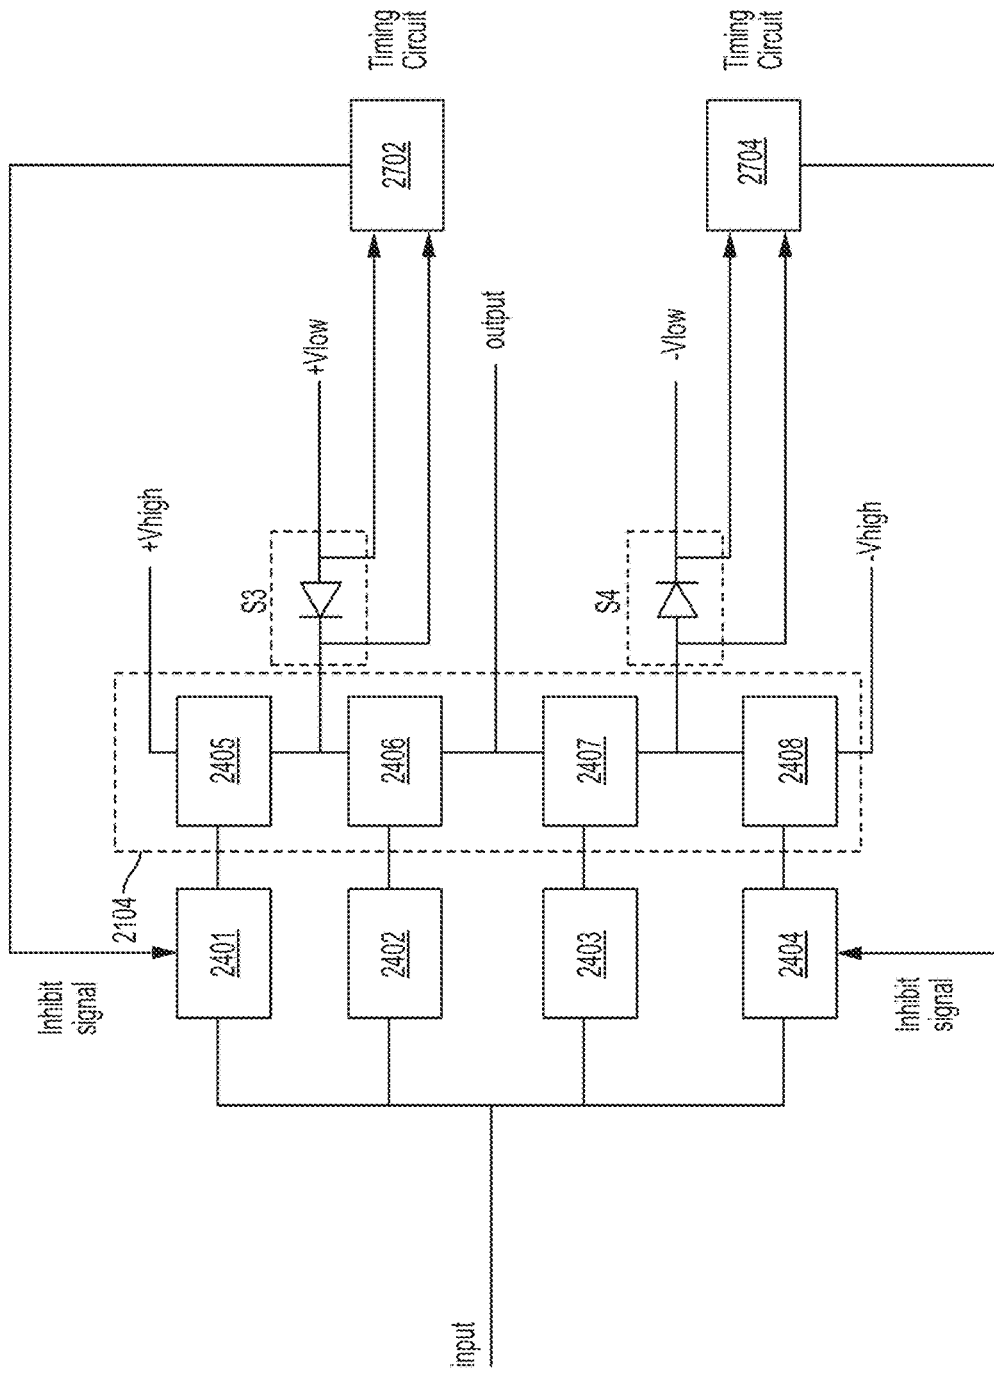 Timing
Circuit
2702
Timing
Circuit
2704
+Vlow
output
-Vlow
+Vhigh
-Vhigh
S3
S4
2405
2406
2407
2408
2104
2401
2402
2403
2404
Inhibit
signal
Inhibit
signal
input